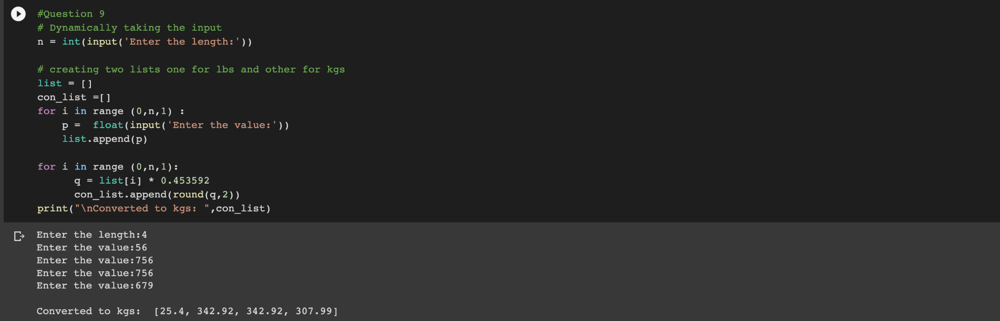 #Question 9
# Dynamically taking the input
n = int(input('Enter the length:'))

# creating two lists one for lbs and other for kgs
list = []
con_list =[]
for i in range (0,n,1) :
    p =  float(input('Enter the value:'))
    list.append(p)

for i in range (0,n,1):
      q = list[i] * 0.453592
      con_list.append(round(q,2))
print("\nConverted to kgs: ",con_list)
Enter the length:4
Enter the value:56
Enter the value:756
Enter the value:756
Enter the value:679

Converted to kgs:  [25.4, 342.92, 342.92, 307.99]